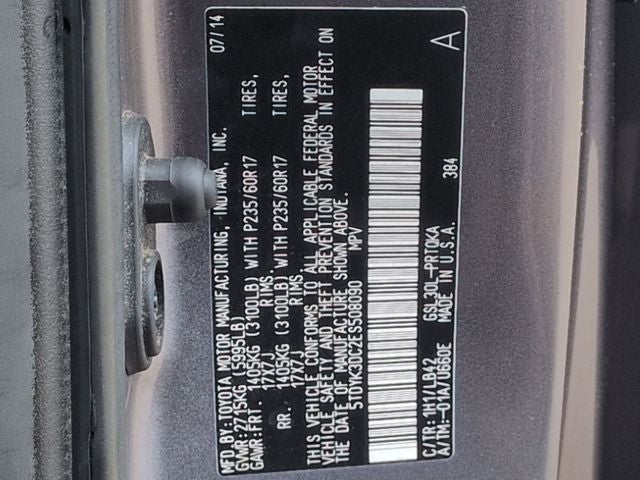 MFD.BY:TOYOTA MOTOR MANUFACTURING, INDIANA, INC. 07/14
GVWR:2715KG (5995LB)
GAWR:FRT. 1405KG (3100LB) WITH P235/60R17 TIRES,
17X7J RIMS.
RR. 1405KG (3100LB) WITH P235/60R17 TIRES,
17X7J RIMS.
THIS VEHICLE CONFORMS TO ALL APPLICABLE FEDERAL MOTOR
VEHICLE SAFETY AND THEFT PREVENTION STANDARDS IN EFFECT ON
THE DATE OF MANUFACTURE SHOWN ABOVE.
5TDYK3DC2ES508090 MPV
A
384
C/TR:1H1/LB42 GSL30L-PRTQKA
A/TM:-01A/U660E MADE IN U.S.A.